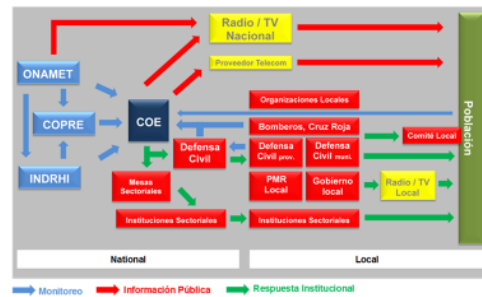 Radio / TV
Nacional
Proveedor Telecom
ONAMET
COPRE
INDRHI
COE
Organizaciones Locales
Bomberos, Cruz Roja
Comité Local
Defensa
Civil
Defensa
Civil prov.
Defensa
Civil muni.
Mesas
Sectoriales
PMR
Local
Gobierno
local
Radio / TV
Local
Instituciones Sectoriales
Instituciones Sectoriales
Población
National
Local
Monitoreo
Información Pública
Respuesta Institucional